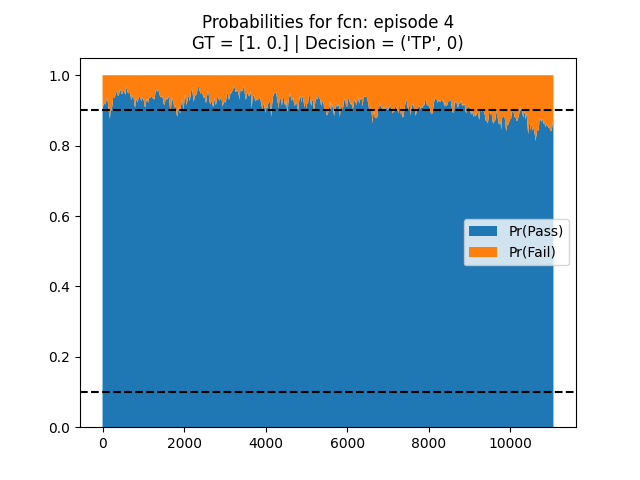 Probabilities for fcn: episode 4
GT = [1. 0.] | Decision = ('TP', 0)
1.0
0.8
0.6
0.4
0.2
0.0
Pr(Pass)
Pr(Fail)
0 2000 4000 6000 8000 10000